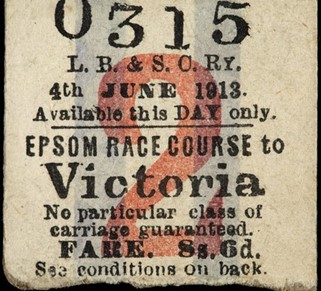 0315
L. B. & S. C. RY.
4th JUNE 1913.
Available this DAY only.
EPSOM RACE COURSE to
Victoria
No particular class of
carriage guaranteed.
FARE. 8s. 6d.
See conditions on back.
2